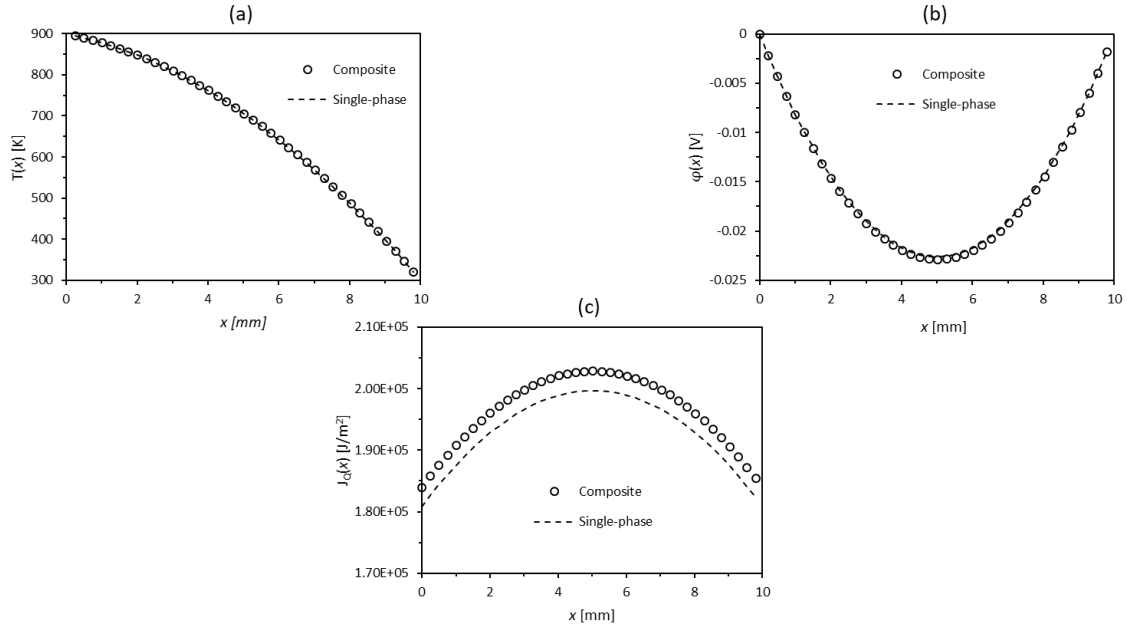 (a)
900
800
700
600
500
400
300
T(x) [K]
0 2 4 6 8 10
x [mm]
Composite
Single-phase
(b)
0
-0.005
-0.01
-0.015
-0.02
-0.025
φ(x) [V]
0 2 4 6 8 10
x [mm]
Composite
Single-phase
(c)
2.10E+05
2.00E+05
1.90E+05
1.80E+05
1.70E+05
J_Q(x) [J/m²]
0 2 4 6 8 10
x [mm]
Composite
Single-phase